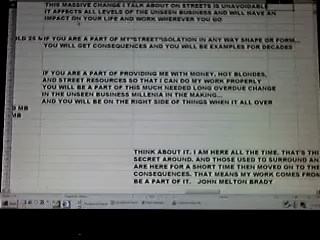 THIS MASSIVE CHANGE I TALK ABOUT ON STREETS IS UNAVOIDABLE
IT AFFECTS ALL LEVELS OF THE UNSEEN BUSINESS AND WILL HAVE AN
IMPACT ON YOUR LIFE AND WORK WHEREVER YOU GO
OLD 25 &
IF YOU ARE A PART OF MY "STREET" ISOLATION IN ANY WAY SHAPE OR FORM...
YOU WILL GET CONSEQUENCES AND YOU WILL BE EXAMPLES FOR DECADES
IF YOU ARE A PART OF PROVIDING ME WITH MONEY, HOT BLONDES,
AND STREET RESOURCES SO THAT I CAN DO MY WORK PROPERLY
YOU WILL BE A PART OF THIS MUCH NEEDED LONG OVERDUE CHANGE
IN THE UNSEEN BUSINESS MILLENIA IN THE MAKING...
AND YOU WILL BE ON THE RIGHT SIDE OF THINGS WHEN IT ALL OVER
MB
MB
THINK ABOUT IT. I AM HERE ALL THE TIME. THAT'S THI
SECRET AROUND. AND THOSE USED TO SURROUND AN
ARE HERE FOR A SHORT TIME THEN MOVED ON TO THE
CONSEQUENCES. THAT MEANS MY WORK COMES FROM
BE A PART OF IT. JOHN MELTON BRADY